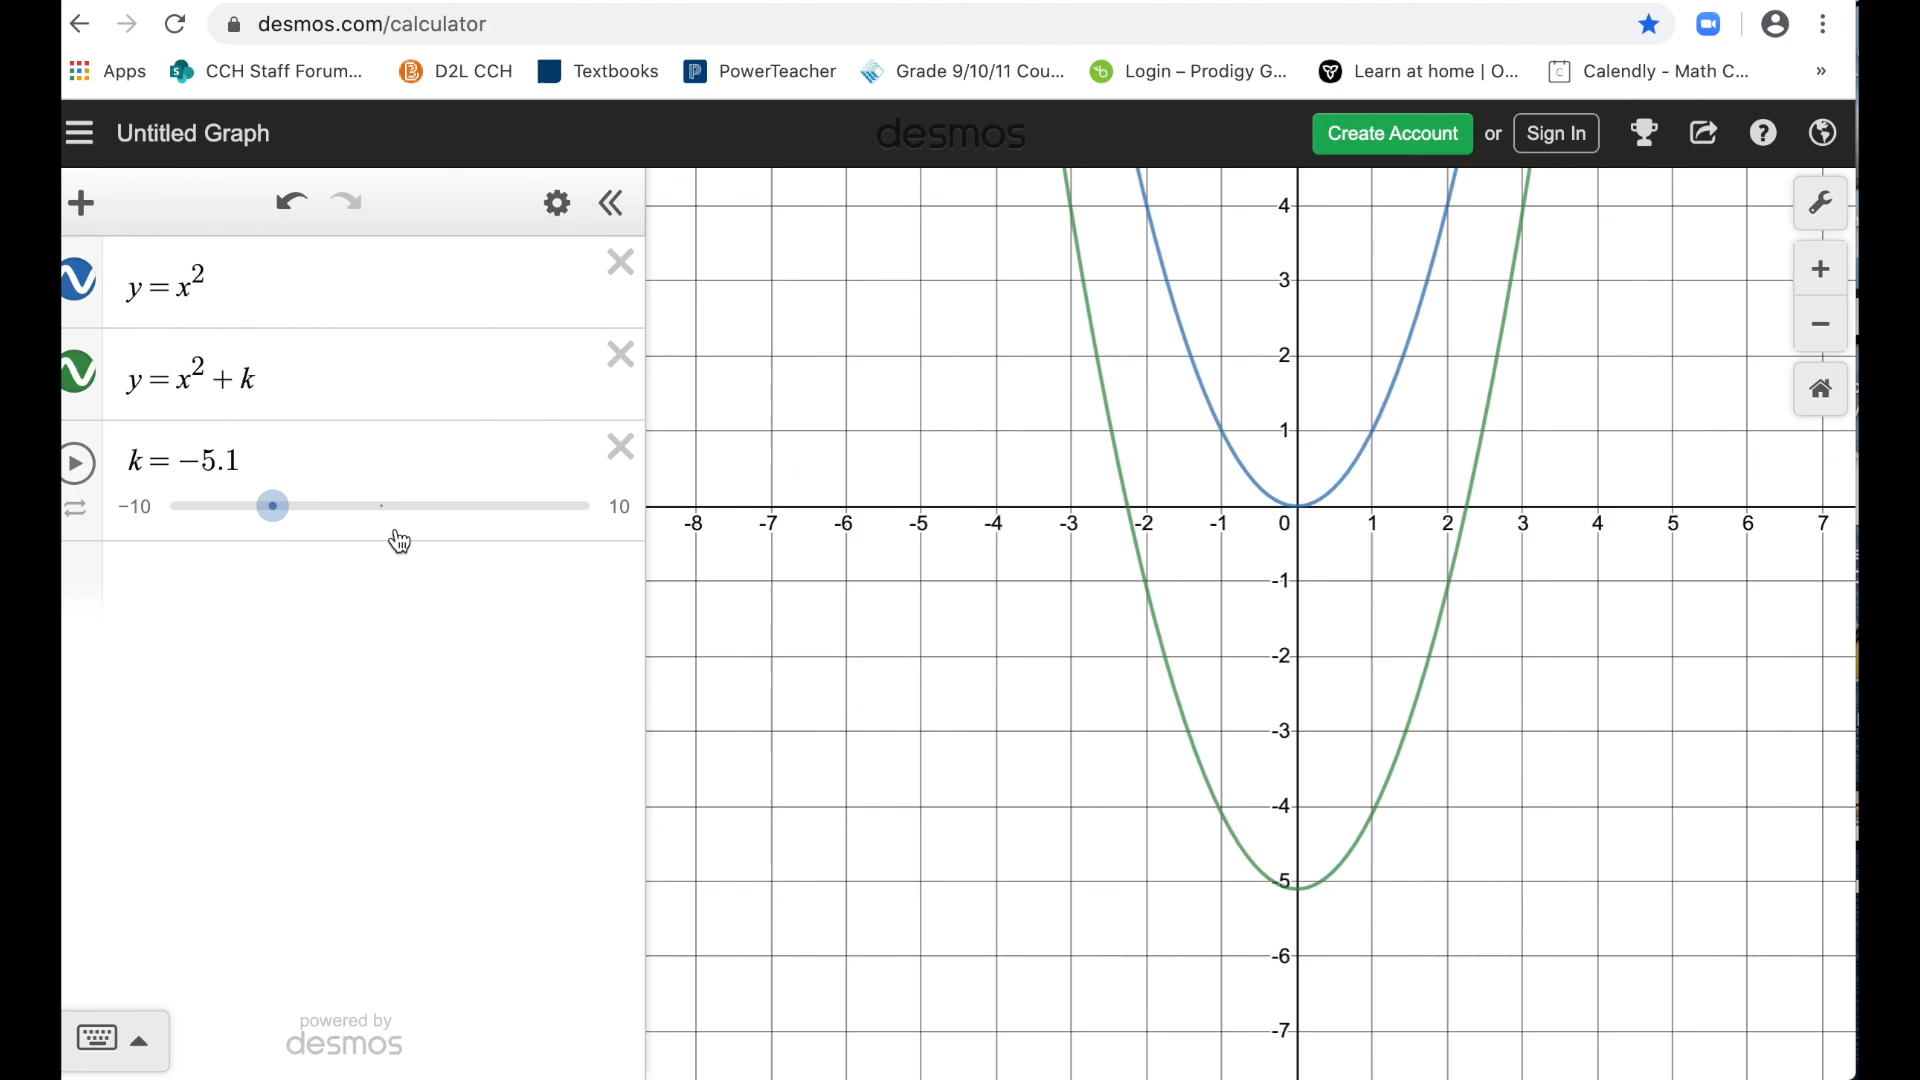 desmos.com/calculator
Apps CCH Staff Forum... D2L CCH Textbooks PowerTeacher Grade 9/10/11 Cou... Login – Prodigy G... Learn at home | O... Calendly - Math C... »
Untitled Graph desmos Create Account or Sign In
y = x²
y = x² + k
k = −5.1
−10 10
powered by
desmos
4
3
2
1
-8 -7 -6 -5 -4 -3 -2 -1 0 1 2 3 4 5 6 7
-1
-2
-3
-4
-5
-6
-7